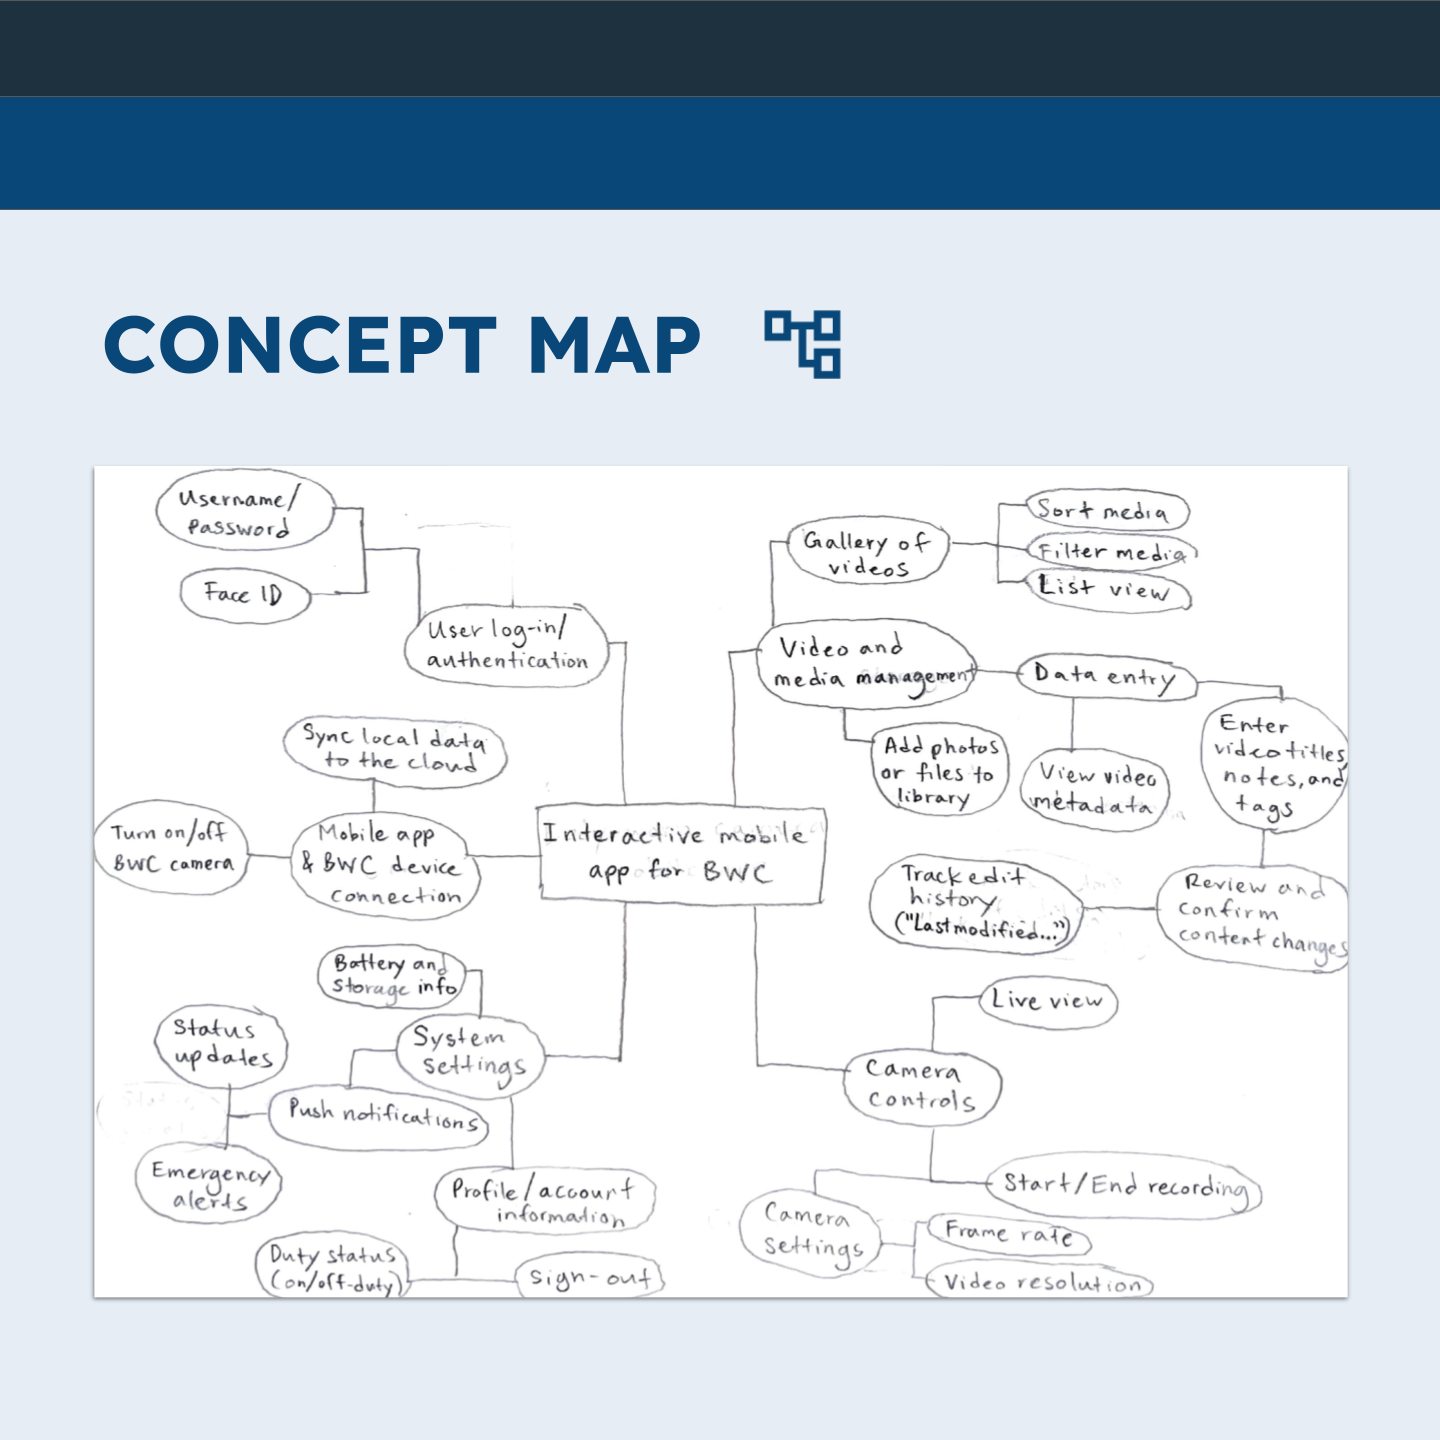 CONCEPT MAP
Username/
Password
Face ID
User log-in/
authentication
Sync local data
to the cloud
Turn on/off
BWC camera
Mobile app
& BWC device
connection
Interactive mobile
app for BWC
Gallery of
videos
Sort media
Filter media
List view
Video and
media management
Data entry
Add photos
or files to
library
View video
metadata
Enter
video titles,
notes, and
tags
Review and
confirm
content changes
Track edit
history
("Last modified...")
Battery and
storage info
System
settings
Status
updates
Push notifications
Emergency
alerts
Profile/account
information
Duty status
(on/off-duty)
sign-out
Live view
Camera
controls
Start/End recording
Camera
settings
Frame rate
Video resolution